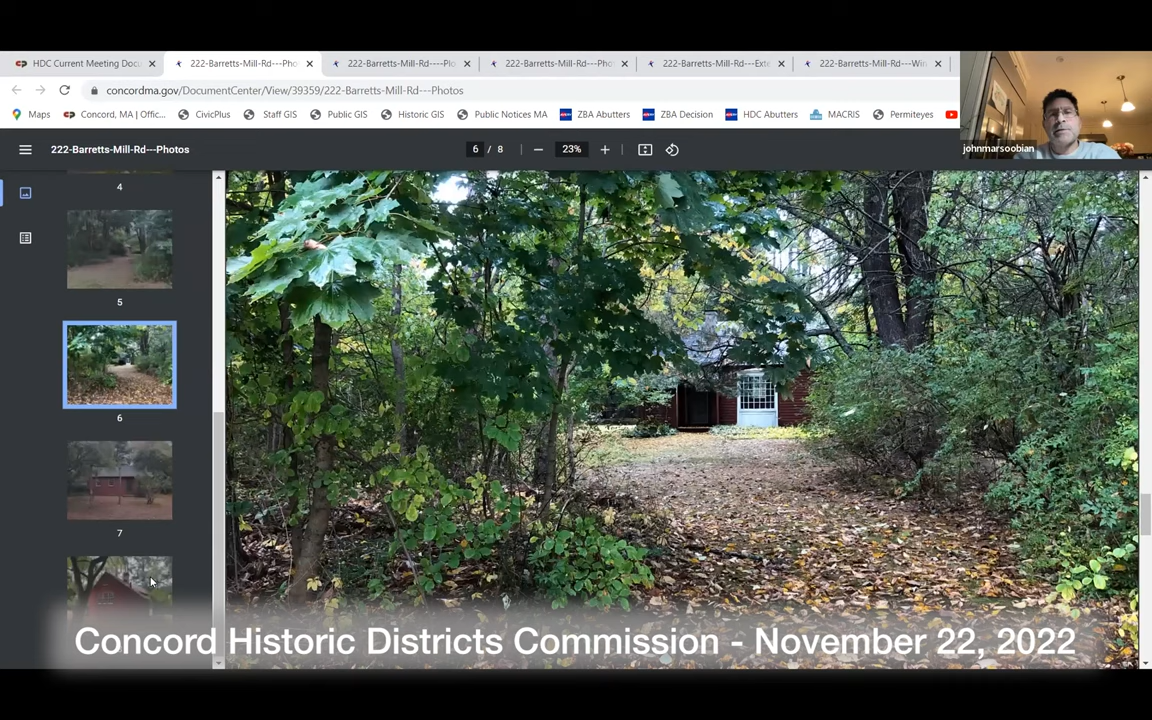 HDC Current Meeting Docu
222-Barretts-Mill-Rd---Pho
222-Barretts-Mill-Rd----Plo
222-Barretts-Mill-Rd---Pho
222-Barretts-Mill-Rd---Exte
222-Barretts-Mill-Rd---Win
concordma.gov/DocumentCenter/View/39359/222-Barretts-Mill-Rd---Photos
Maps
Concord, MA | Offic...
CivicPlus
Staff GIS
Public GIS
Historic GIS
Public Notices MA
ZBA Abutters
ZBA Decision
HDC Abutters
MACRIS
Permiteyes
johnmarsoobian
222-Barretts-Mill-Rd---Photos
6 / 8
23%
4
5
6
7
Concord Historic Districts Commission - November 22, 2022